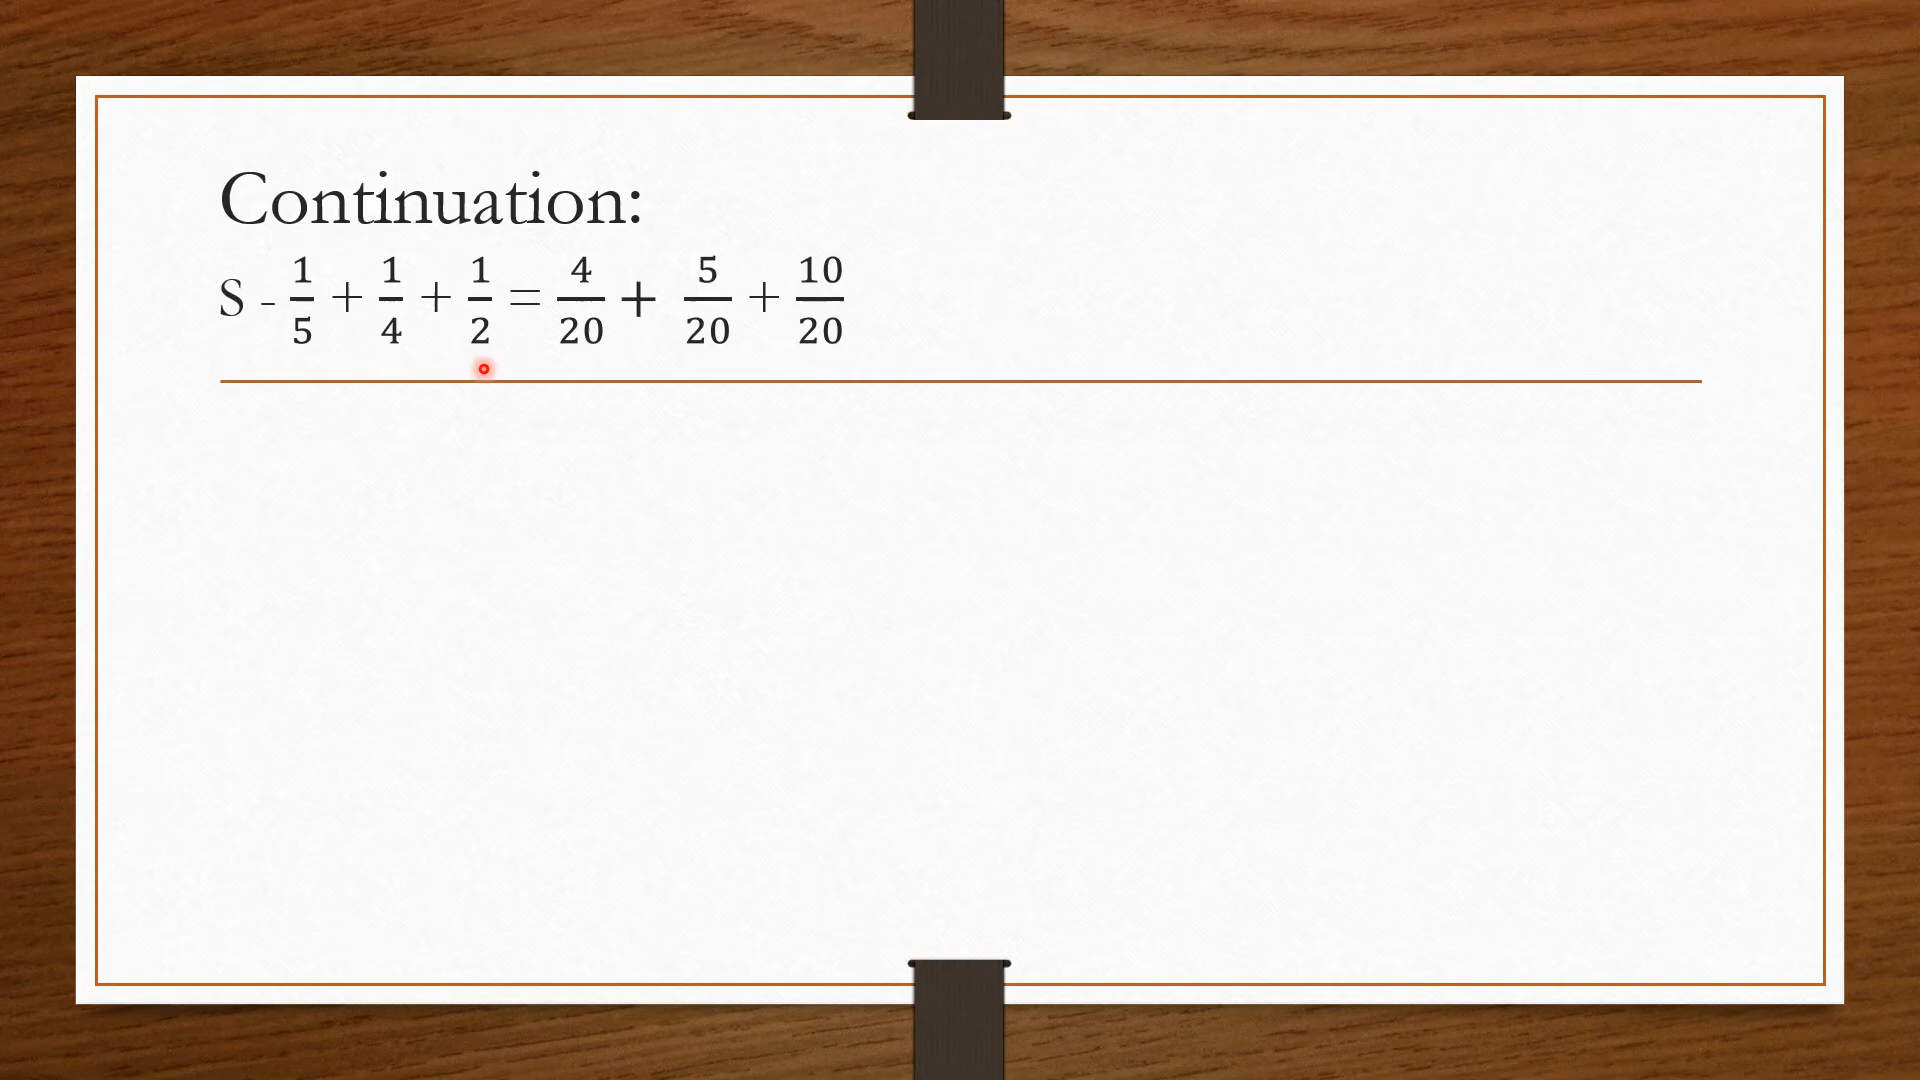 Continuation:
S - 1/5 + 1/4 + 1/2 = 4/20 + 5/20 + 10/20